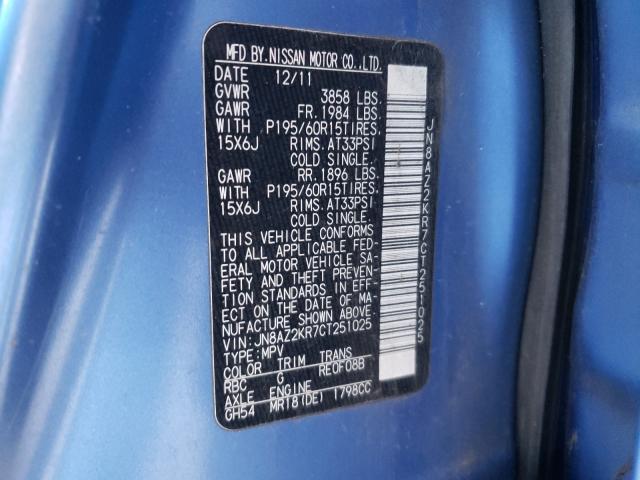 MFD BY.NISSAN MOTOR CO.,LTD.
DATE 12/11
GVWR 3858 LBS.
GAWR FR.1984 LBS.
WITH P195/60R15TIRES.
15X6J RIMS.AT33PSI
COLD SINGLE.
GAWR RR.1896 LBS.
WITH P195/60R15TIRES.
15X6J RIMS.AT33PSI
COLD SINGLE.
THIS VEHICLE CONFORMS
TO ALL APPLICABLE FED-
ERAL MOTOR VEHICLE SA-
FETY AND THEFT PREVEN-
TION STANDARDS IN EFF-
ECT ON THE DATE OF MA-
NUFACTURE SHOWN ABOVE.
VIN:JN8AZ2KR7CT251025
TYPE:MPV
COLOR TRIM TRANS
RBC G RE0F08B
AXLE ENGINE
GH54 MR18(DE) 1798CC
JN8AZ2KR7CT251025